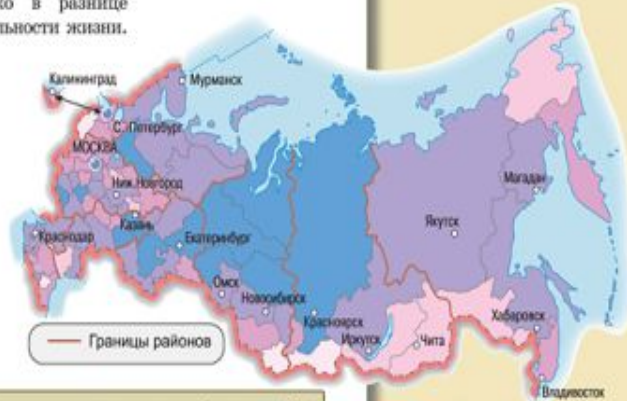 ко в разнице
льности жизни.
Калининград
Мурманск
С.-Петербург
МОСКВА
Ниж. Новгород
Магадан
Казань
Якутск
Краснодар
Екатеринбург
Омск
Новосибирск
Красноярск
Хабаровск
Иркутск
Чита
Границы районов
Владивосток